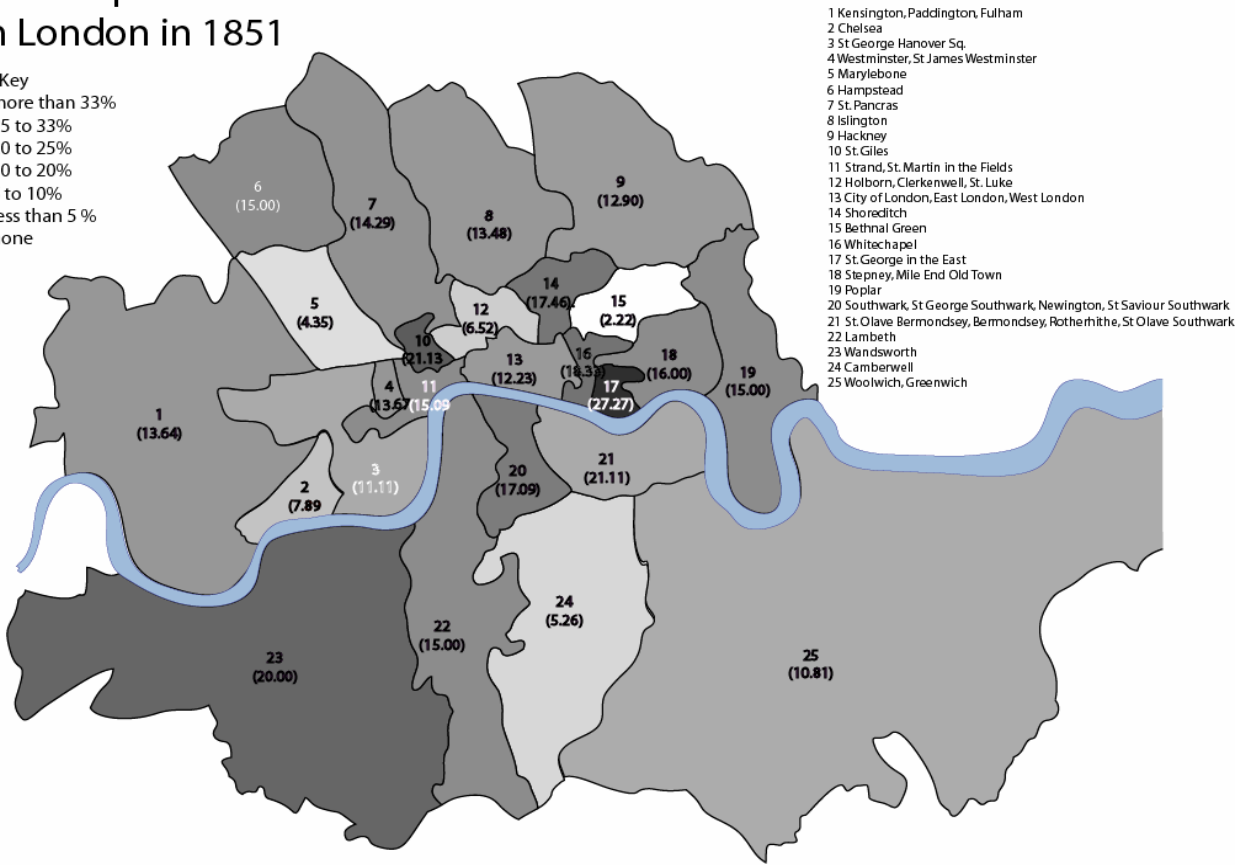 London in 1851
Key
more than 33%
5 to 33%
0 to 25%
0 to 20%
to 10%
ess than 5 %
one
1 Kensington, Paddington, Fulham
2 Chelsea
3 St George Hanover Sq.
4 Westminster, St James Westminster
5 Marylebone
6 Hampstead
7 St. Pancras
8 Islington
9 Hackney
10 St. Giles
11 Strand, St. Martin in the Fields
12 Holborn, Clerkenwell, St. Luke
13 City of London, East London, West London
14 Shoreditch
15 Bethnal Green
16 Whitechapel
17 St. George in the East
18 Stepney, Mile End Old Town
19 Poplar
20 Southwark, St George Southwark, Newington, St Saviour Southwark
21 St. Olave Bermondsey, Bermondsey, Rotherhithe, St Olave Southwark
22 Lambeth
23 Wandsworth
24 Camberwell
25 Woolwich, Greenwich
6
(15.00)
7
(14.29)
8
(13.48)
9
(12.90)
5
(4.35)
12
(6.52)
14
(17.46)
15
(2.22)
10
(21.13
13
(12.23)
16
(18.33)
18
(16.00)
19
(15.00)
4
(13.67
11
(15.09
17
(27.27)
1
(13.64)
2
(7.89
3
(11.11)
20
(17.09)
21
(21.11)
22
(15.00)
23
(20.00)
24
(5.26)
25
(10.81)